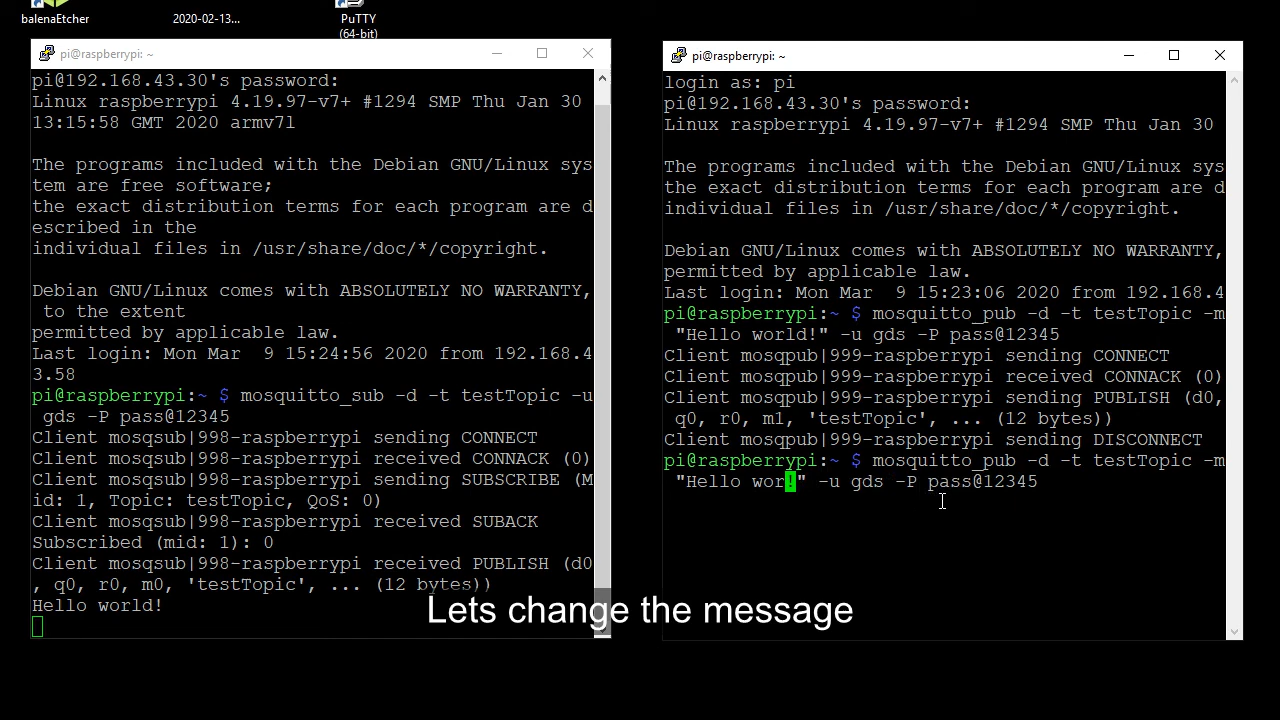 balenaEtcher
2020-02-13...
PuTTY
(64-bit)
pi@raspberrypi: ~
pi@192.168.43.30's password:
Linux raspberrypi 4.19.97-v7+ #1294 SMP Thu Jan 30
13:15:58 GMT 2020 armv7l
The programs included with the Debian GNU/Linux sys
tem are free software;
the exact distribution terms for each program are d
escribed in the
individual files in /usr/share/doc/*/copyright.
Debian GNU/Linux comes with ABSOLUTELY NO WARRANTY,
to the extent
permitted by applicable law.
Last login: Mon Mar  9 15:24:56 2020 from 192.168.4
3.58
pi@raspberrypi:~ $ mosquitto_sub -d -t testTopic -u
gds -P pass@12345
Client mosqsub|998-raspberrypi sending CONNECT
Client mosqsub|998-raspberrypi received CONNACK (0)
Client mosqsub|998-raspberrypi sending SUBSCRIBE (M
id: 1, Topic: testTopic, QoS: 0)
Client mosqsub|998-raspberrypi received SUBACK
Subscribed (mid: 1): 0
Client mosqsub|998-raspberrypi received PUBLISH (d0
, q0, r0, m0, 'testTopic', ... (12 bytes))
Hello world!
pi@raspberrypi: ~
login as: pi
pi@192.168.43.30's password:
Linux raspberrypi 4.19.97-v7+ #1294 SMP Thu Jan 30
The programs included with the Debian GNU/Linux sys
the exact distribution terms for each program are d
individual files in /usr/share/doc/*/copyright.
Debian GNU/Linux comes with ABSOLUTELY NO WARRANTY,
permitted by applicable law.
Last login: Mon Mar  9 15:23:06 2020 from 192.168.4
pi@raspberrypi:~ $ mosquitto_pub -d -t testTopic -m
"Hello world!" -u gds -P pass@12345
Client mosqpub|999-raspberrypi sending CONNECT
Client mosqpub|999-raspberrypi received CONNACK (0)
Client mosqpub|999-raspberrypi sending PUBLISH (d0,
q0, r0, m1, 'testTopic', ... (12 bytes))
Client mosqpub|999-raspberrypi sending DISCONNECT
pi@raspberrypi:~ $ mosquitto_pub -d -t testTopic -m
"Hello wor!" -u gds -P pass@12345
Lets change the message